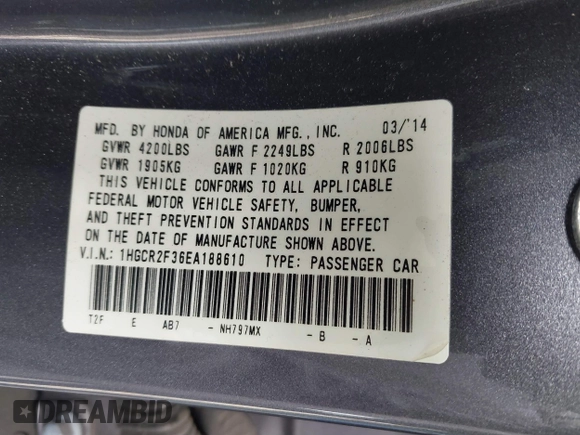 MFD. BY HONDA OF AMERICA MFG., INC. 03/'14
GVWR 4200LBS GAWR F 2249LBS R 2006LBS
GVWR 1905KG GAWR F 1020KG R 910KG
THIS VEHICLE CONFORMS TO ALL APPLICABLE
FEDERAL MOTOR VEHICLE SAFETY, BUMPER,
AND THEFT PREVENTION STANDARDS IN EFFECT
ON THE DATE OF MANUFACTURE SHOWN ABOVE.
V.I.N.: 1HGCR2F36EA188610 TYPE: PASSENGER CAR
T2F E AB7 - NH797MX - B - A
DREAMBID